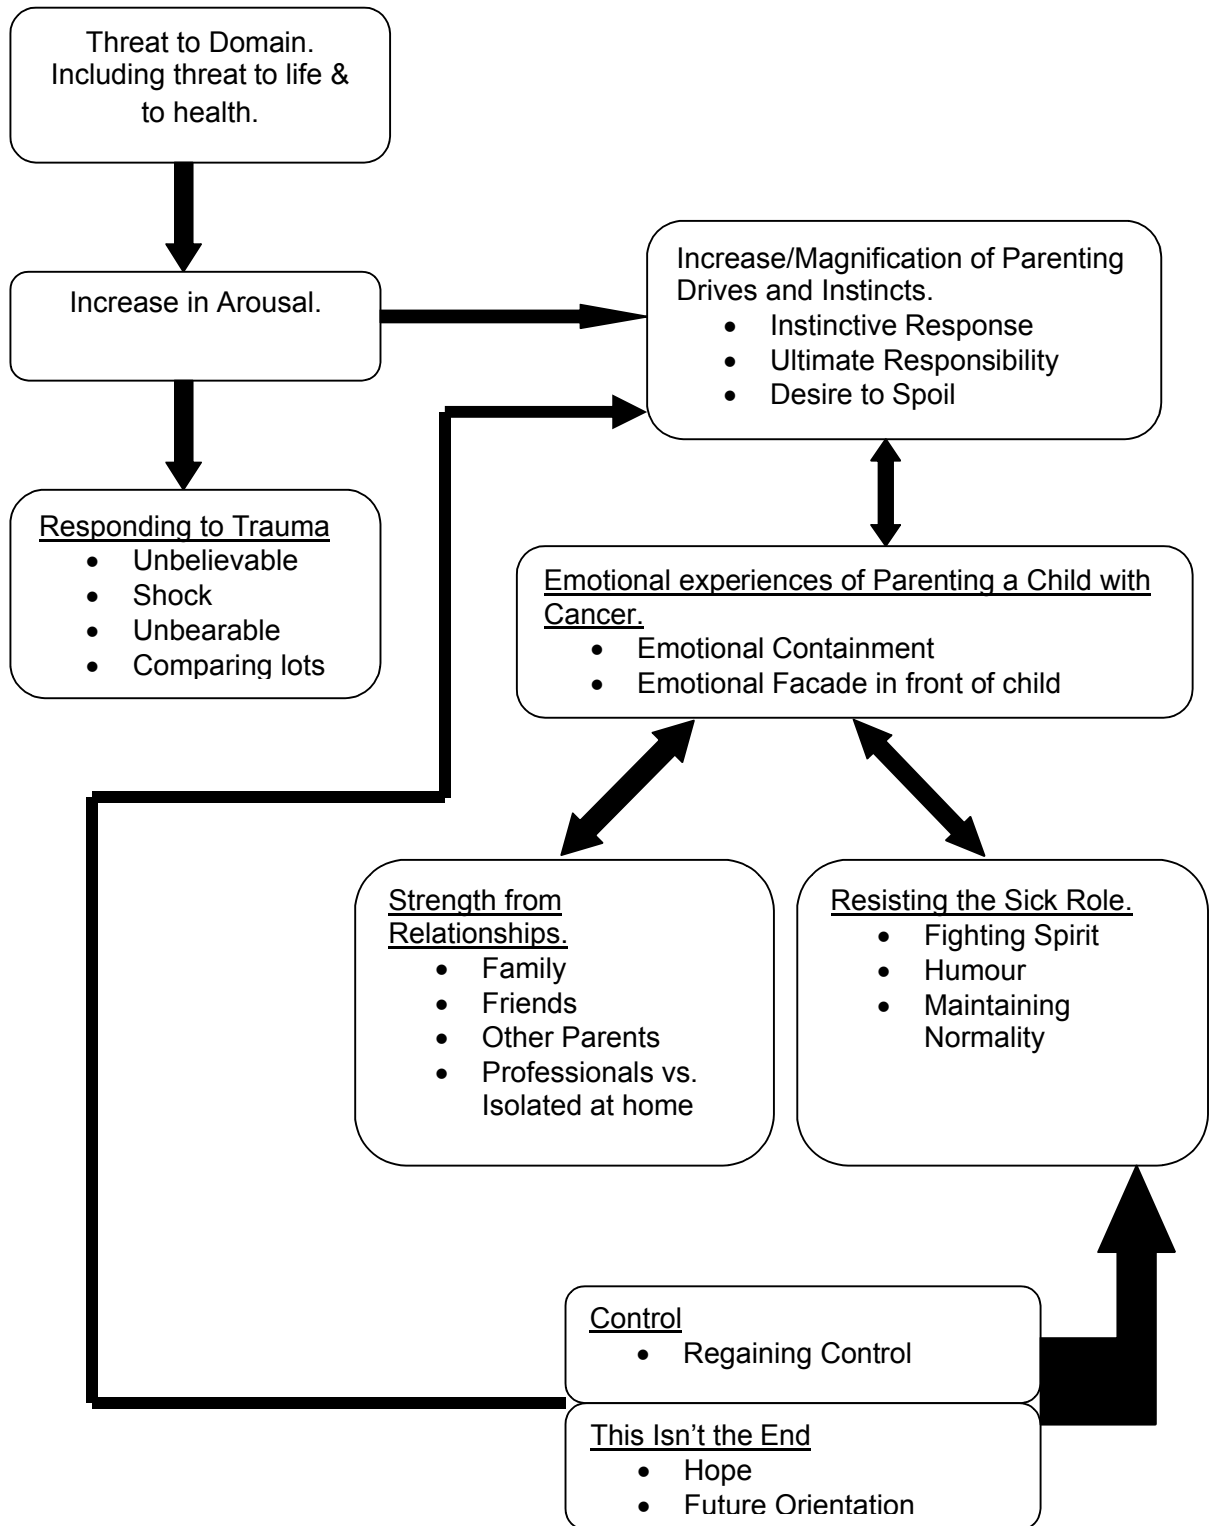 Threat to Domain.
Including threat to life &
to health.
Increase in Arousal.
Increase/Magnification of Parenting
Drives and Instincts.
• Instinctive Response
• Ultimate Responsibility
• Desire to Spoil
Responding to Trauma
• Unbelievable
• Shock
• Unbearable
• Comparing lots
Emotional experiences of Parenting a Child with
Cancer.
• Emotional Containment
• Emotional Facade in front of child
Strength from
Relationships.
• Family
• Friends
• Other Parents
• Professionals vs.
Isolated at home
Resisting the Sick Role.
• Fighting Spirit
• Humour
• Maintaining
Normality
Control
• Regaining Control
This Isn’t the End
• Hope
• Future Orientation